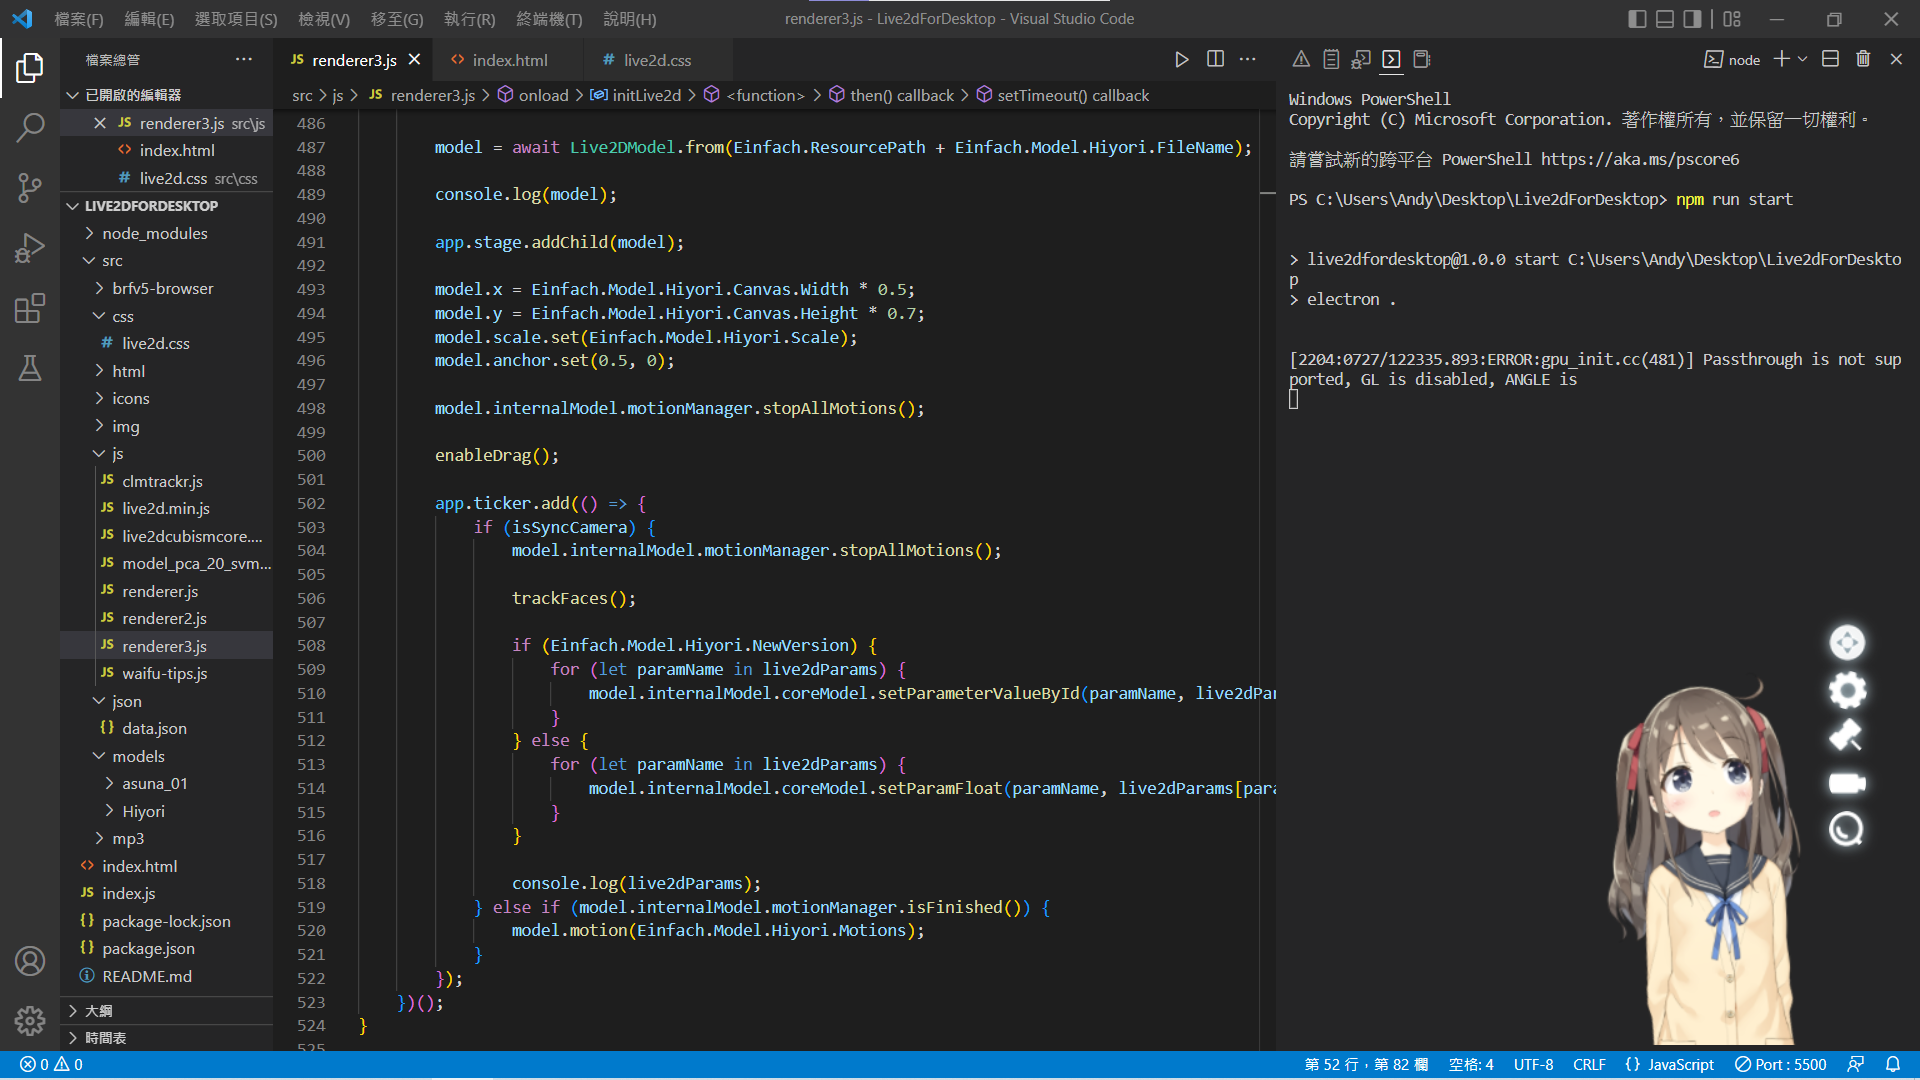 檔案(F) 編輯(E) 選取項目(S) 檢視(V) 移至(G) 執行(R) 終端機(T) 說明(H)
renderer3.js - Live2dForDesktop - Visual Studio Code
檔案總管
已開啟的編輯器
renderer3.js src\js
index.html
live2d.css src\css
LIVE2DFORDESKTOP
node_modules
src
brfv5-browser
css
live2d.css
html
icons
img
js
clmtrackr.js
live2d.min.js
live2dcubismcore....
model_pca_20_svm...
renderer.js
renderer2.js
renderer3.js
waifu-tips.js
json
data.json
models
asuna_01
Hiyori
mp3
index.html
index.js
package-lock.json
package.json
README.md
大綱
時間表
renderer3.js
index.html
live2d.css
src > js > JS renderer3.js > onload > initLive2d > <function> > then() callback > setTimeout() callback
486
487 model = await Live2DModel.from(Einfach.ResourcePath + Einfach.Model.Hiyori.FileName);
488
489 console.log(model);
490
491 app.stage.addChild(model);
492
493 model.x = Einfach.Model.Hiyori.Canvas.Width * 0.5;
494 model.y = Einfach.Model.Hiyori.Canvas.Height * 0.7;
495 model.scale.set(Einfach.Model.Hiyori.Scale);
496 model.anchor.set(0.5, 0);
497
498 model.internalModel.motionManager.stopAllMotions();
499
500 enableDrag();
501
502 app.ticker.add(() => {
503 if (isSyncCamera) {
504 model.internalModel.motionManager.stopAllMotions();
505
506 trackFaces();
507
508 if (Einfach.Model.Hiyori.NewVersion) {
509 for (let paramName in live2dParams) {
510 model.internalModel.coreModel.setParameterValueById(paramName, live2dPar
511 }
512 } else {
513 for (let paramName in live2dParams) {
514 model.internalModel.coreModel.setParamFloat(paramName, live2dParams[para
515 }
516 }
517
518 console.log(live2dParams);
519 } else if (model.internalModel.motionManager.isFinished()) {
520 model.motion(Einfach.Model.Hiyori.Motions);
521 }
522 });
523 })();
524 }
525
node
Windows PowerShell
Copyright (C) Microsoft Corporation. 著作權所有，並保留一切權利。
請嘗試新的跨平台 PowerShell https://aka.ms/pscore6
PS C:\Users\Andy\Desktop\Live2dForDesktop> npm run start
> live2dfordesktop@1.0.0 start C:\Users\Andy\Desktop\Live2dForDeskto
p
> electron .
[2204:0727/122335.893:ERROR:gpu_init.cc(481)] Passthrough is not sup
ported, GL is disabled, ANGLE is
0 0
第 52 行，第 82 欄 空格: 4 UTF-8 CRLF {} JavaScript Port : 5500